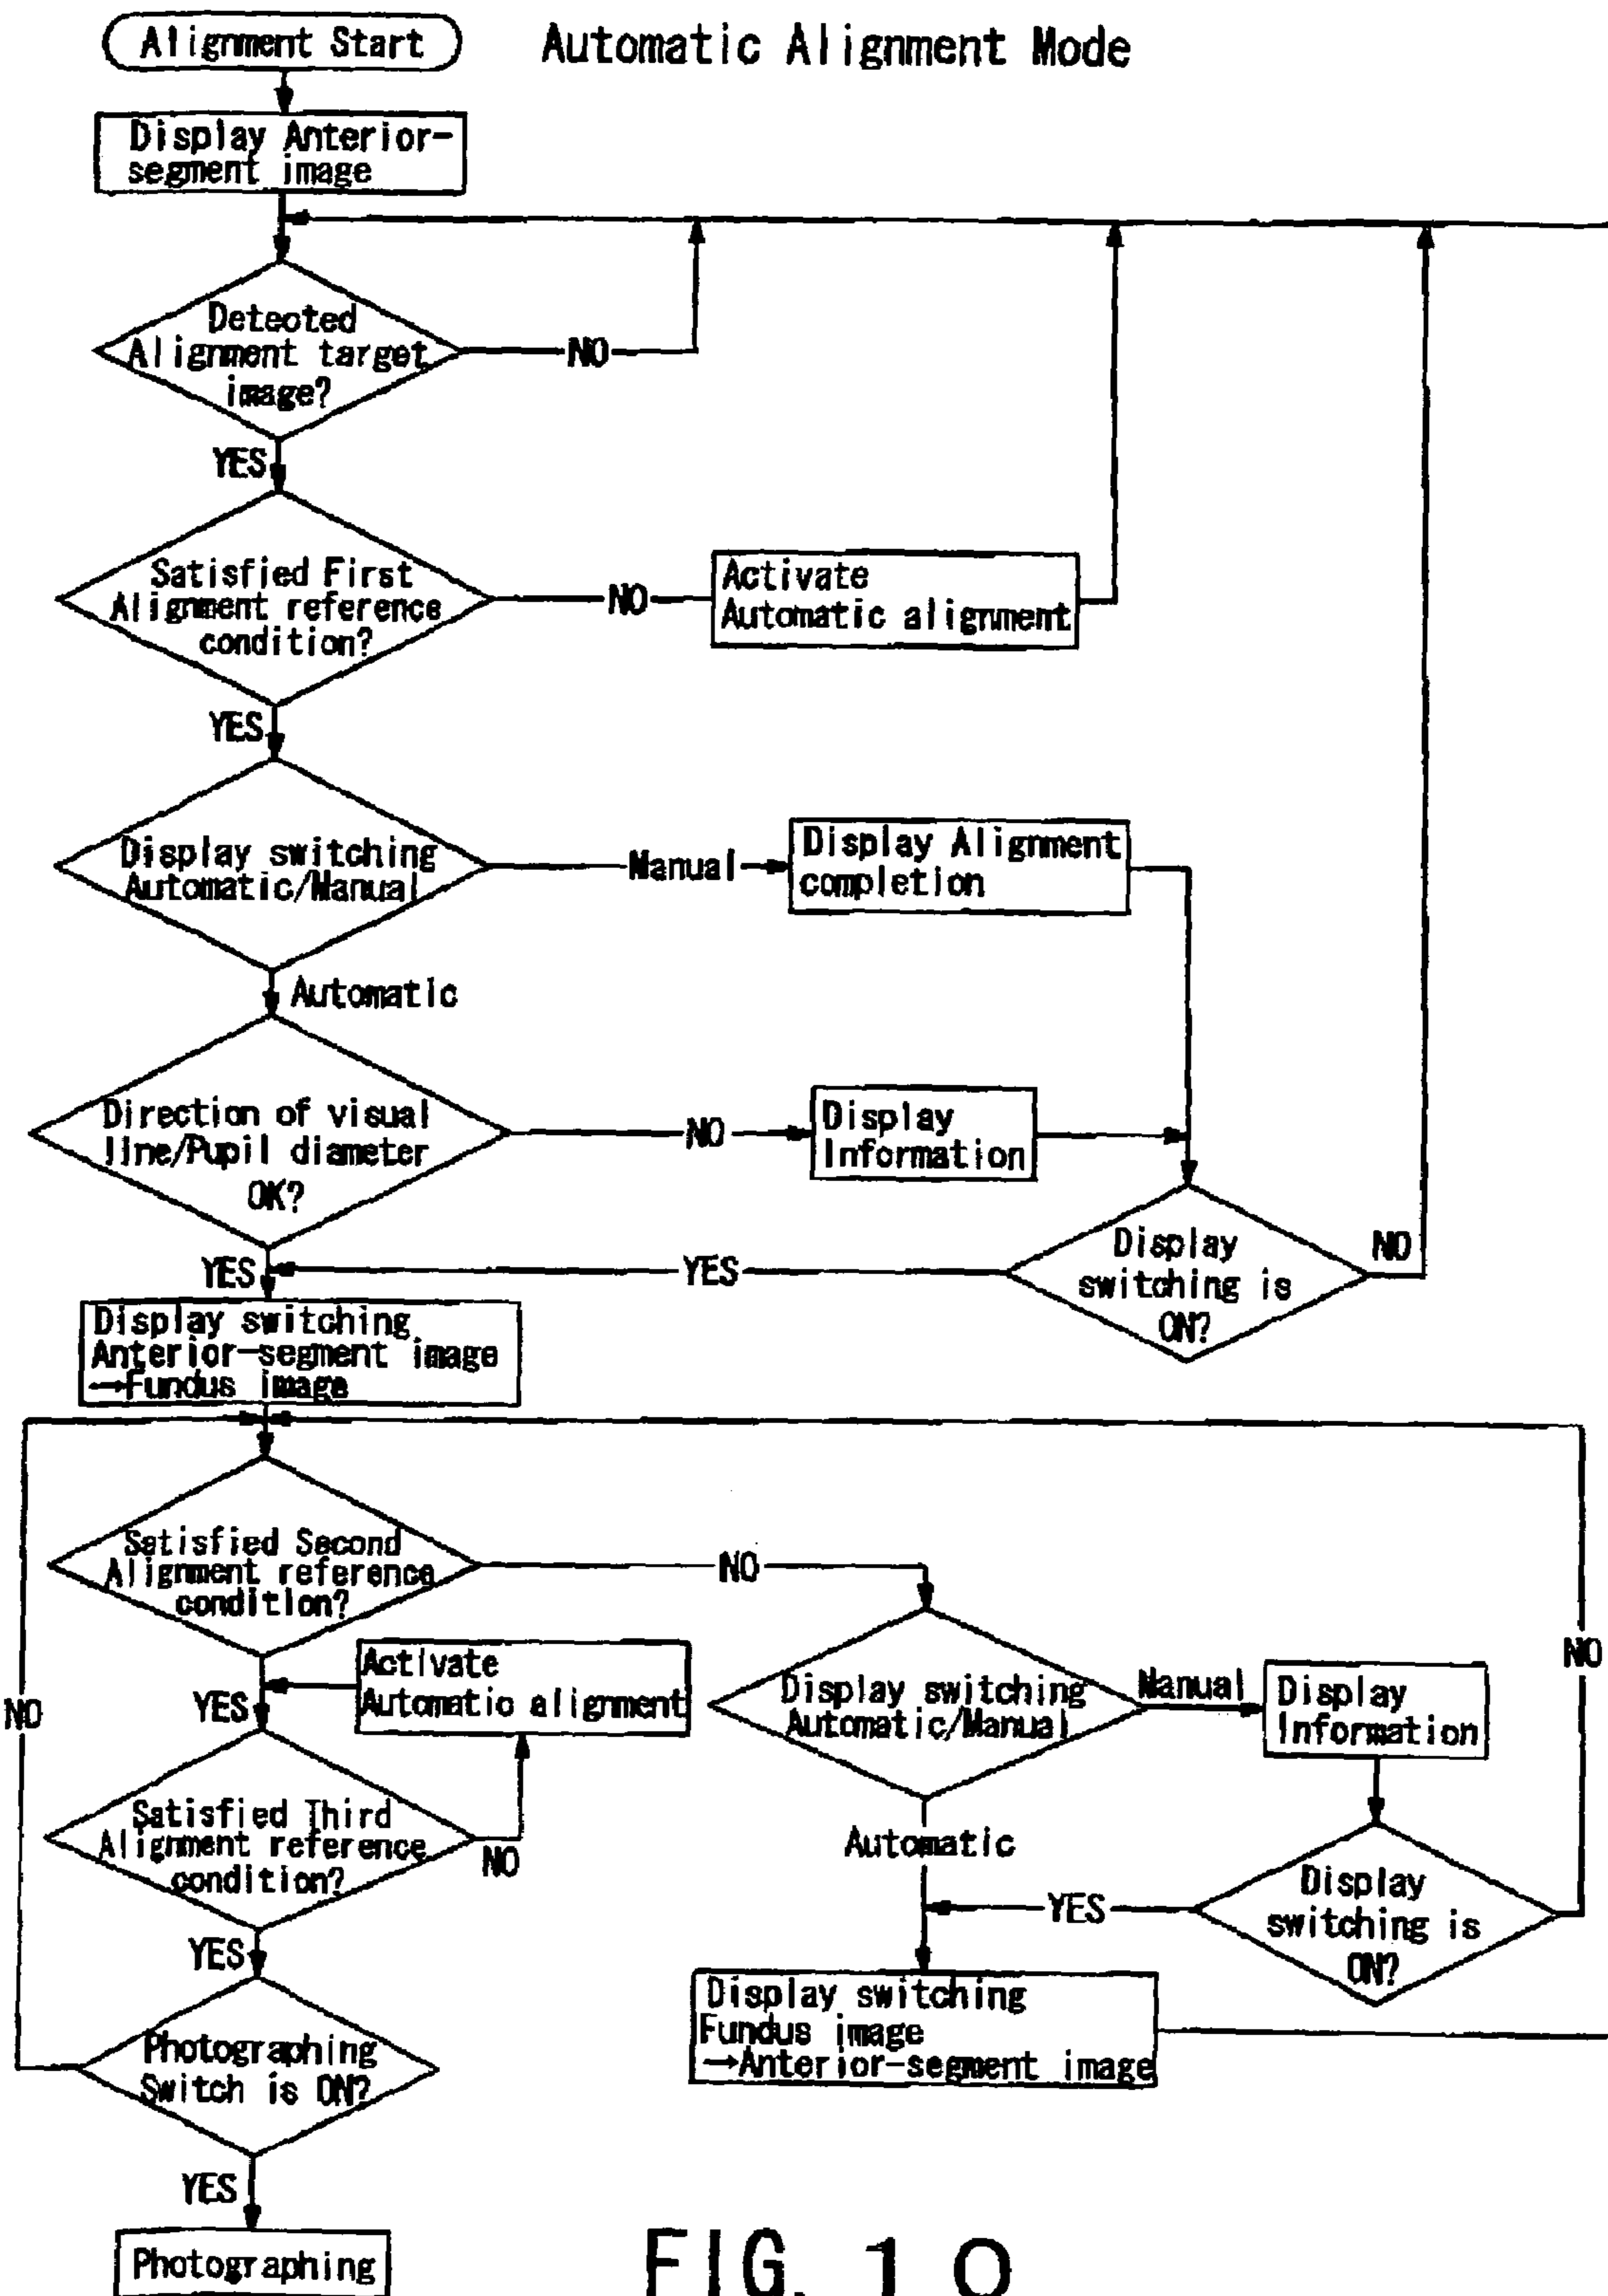 Alignment Start
Automatic Alignment Mode
Display Anterior-
segment image
Detected
Alignment target
image?
NO
YES
Satisfied First
Alignment reference
condition?
NO
Activate
Automatic alignment
YES
Display switching
Automatic/Manual
Manual
Display Alignment
completion
Automatic
Direction of visual
line/Pupil diameter
OK?
NO
Display
Information
YES
YES
Display
switching is
ON?
NO
Display switching
Anterior-segment image
→Fundus image
Satisfied Second
Alignment reference
condition?
NO
NO
YES
Activate
Automatic alignment
Display switching
Automatic/Manual
Manual
Display
Information
NO
Satisfied Third
Alignment reference
condition?
NO
Automatic
YES
Display
switching is
ON?
YES
Display switching
Fundus image
→Anterior-segment image
Photographing
Switch is ON?
YES
Photographing
FIG. 10